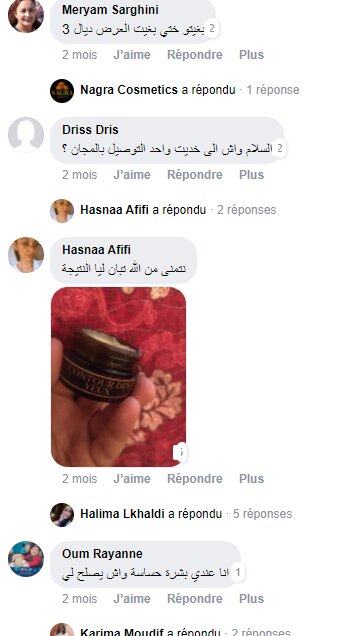 Meryam Sarghini
بغيتو ختي بغيت العرض ديال 3
2
2 mois J'aime Répondre Plus
NAGRA
Nagra Cosmetics a répondu · 1 réponse
Driss Dris
السلام واش الى خديت واحد التوصيل بالمجان ؟
2
2 mois J'aime Répondre Plus
Hasnaa Afifi a répondu · 2 réponses
Hasnaa Afifi
نتمنى من الله تبان ليا النتيجة
CONTOUR DES
YEUX
2 mois J'aime Répondre Plus
Halima Lkhaldi a répondu · 5 réponses
Oum Rayanne
انا عندي بشرة حساسة واش يصلح لي
1
2 mois J'aime Répondre Plus
Karima Moudif a répondu · 2 réponses